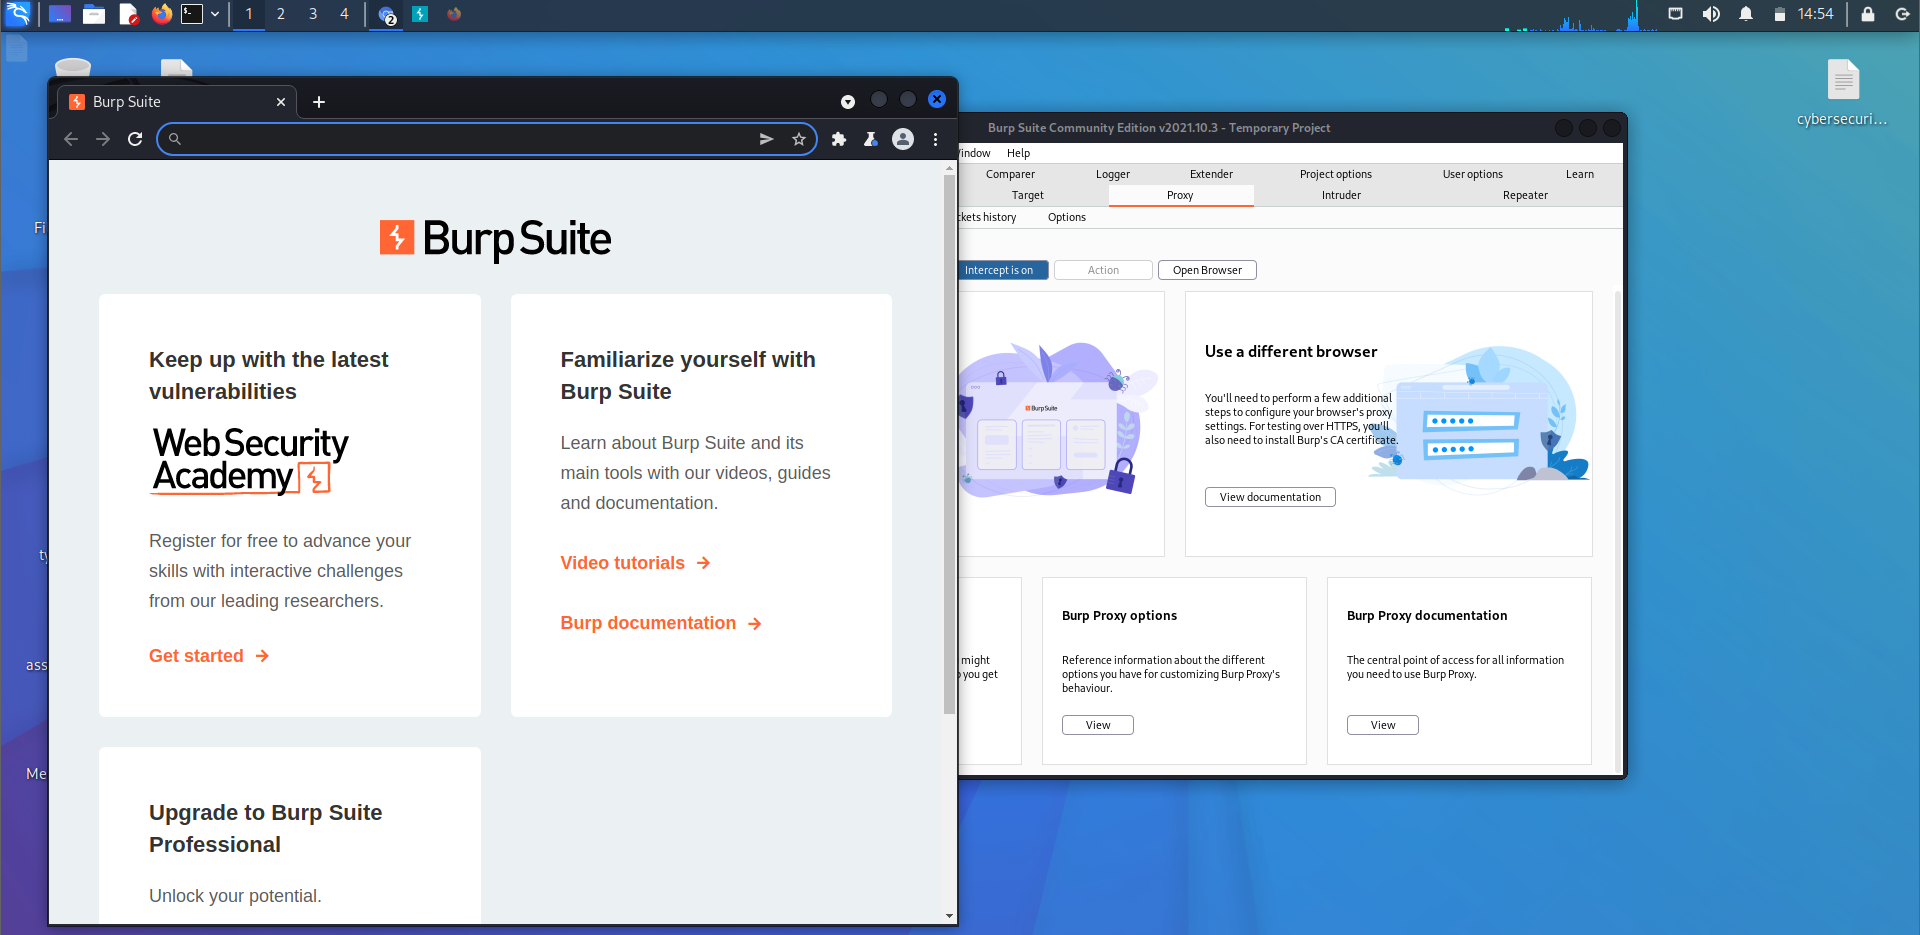 1 2 3 4
2
14:54
cybersecuri...
Burp Suite
Burp Suite
Keep up with the latest
vulnerabilities
Web Security
Academy
Register for free to advance your
skills with interactive challenges
from our leading researchers.
Get started
Familiarize yourself with
Burp Suite
Learn about Burp Suite and its
main tools with our videos, guides
and documentation.
Video tutorials
Burp documentation
Upgrade to Burp Suite
Professional
Unlock your potential.
Fi
ty
ass
Me
Burp Suite Community Edition v2021.10.3 - Temporary Project
indow Help
Comparer Logger Extender Project options User options Learn
Target Proxy Intruder Repeater
ckets history Options
Intercept is on Action Open Browser
Burp Suite
Use a different browser
You'll need to perform a few additional
steps to configure your browser's proxy
settings. For testing over HTTPS, you'll
also need to install Burp's CA certificate.
View documentation
might
you get
Burp Proxy options
Reference information about the different
options you have for customizing Burp Proxy's
behaviour.
View
Burp Proxy documentation
The central point of access for all information
you need to use Burp Proxy.
View